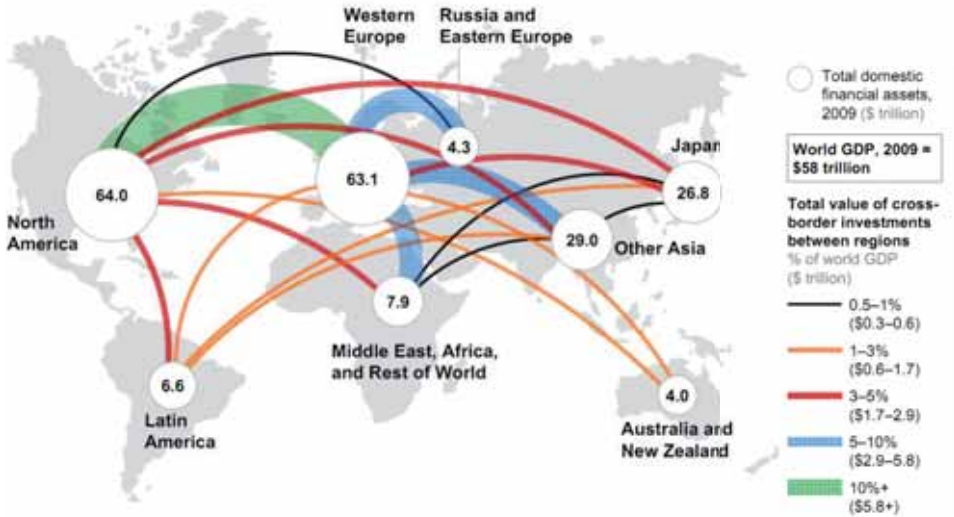 Western
Europe
Russia and
Eastern Europe
4.3
Japan
64.0
63.1
26.8
North
America
29.0
Other Asia
7.9
Middle East, Africa,
and Rest of World
6.6
Latin
America
4.0
Australia and
New Zealand
Total domestic
financial assets,
2009 ($ trillion)
World GDP, 2009 =
$58 trillion
Total value of cross-
border investments
between regions
% of world GDP
($ trillion)
0.5–1%
($0.3–0.6)
1–3%
($0.6–1.7)
3–5%
($1.7–2.9)
5–10%
($2.9–5.8)
10%+
($5.8+)